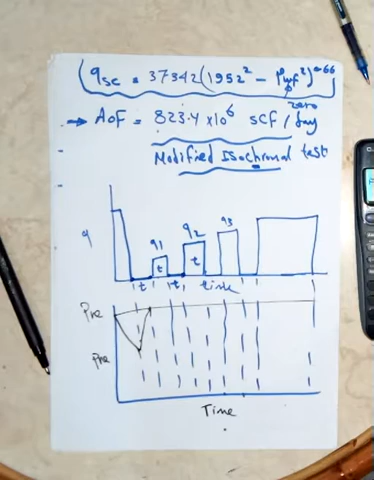 qsc = 37342(1952² - Pwf²)^0.66
zero
→ AoF = 823.4 x10⁶ scf/day
Modified Isochronal test
q
q1
q2
q3
t
t
t
t
time
Pre
Time